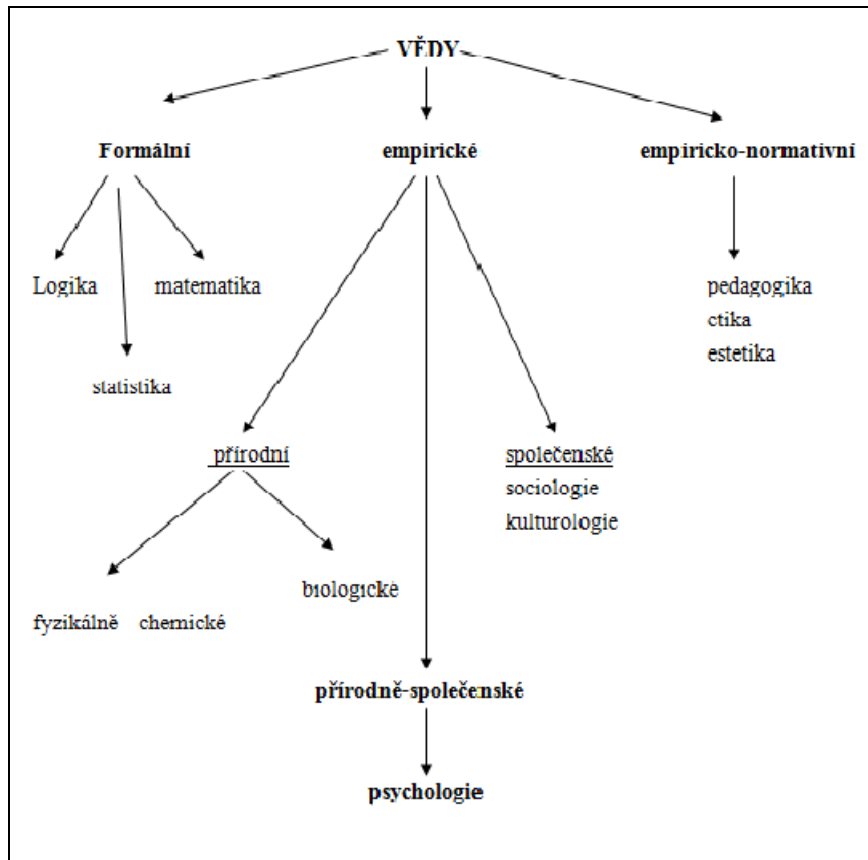 VĚDY
Formální empirické empiricko-normativní
Logika matematika pedagogika
ctika
estetika
statistika
přírodní společenské
sociologie
kulturologie
biologické
fyzikálně chemické
přírodně-společenské
psychologie